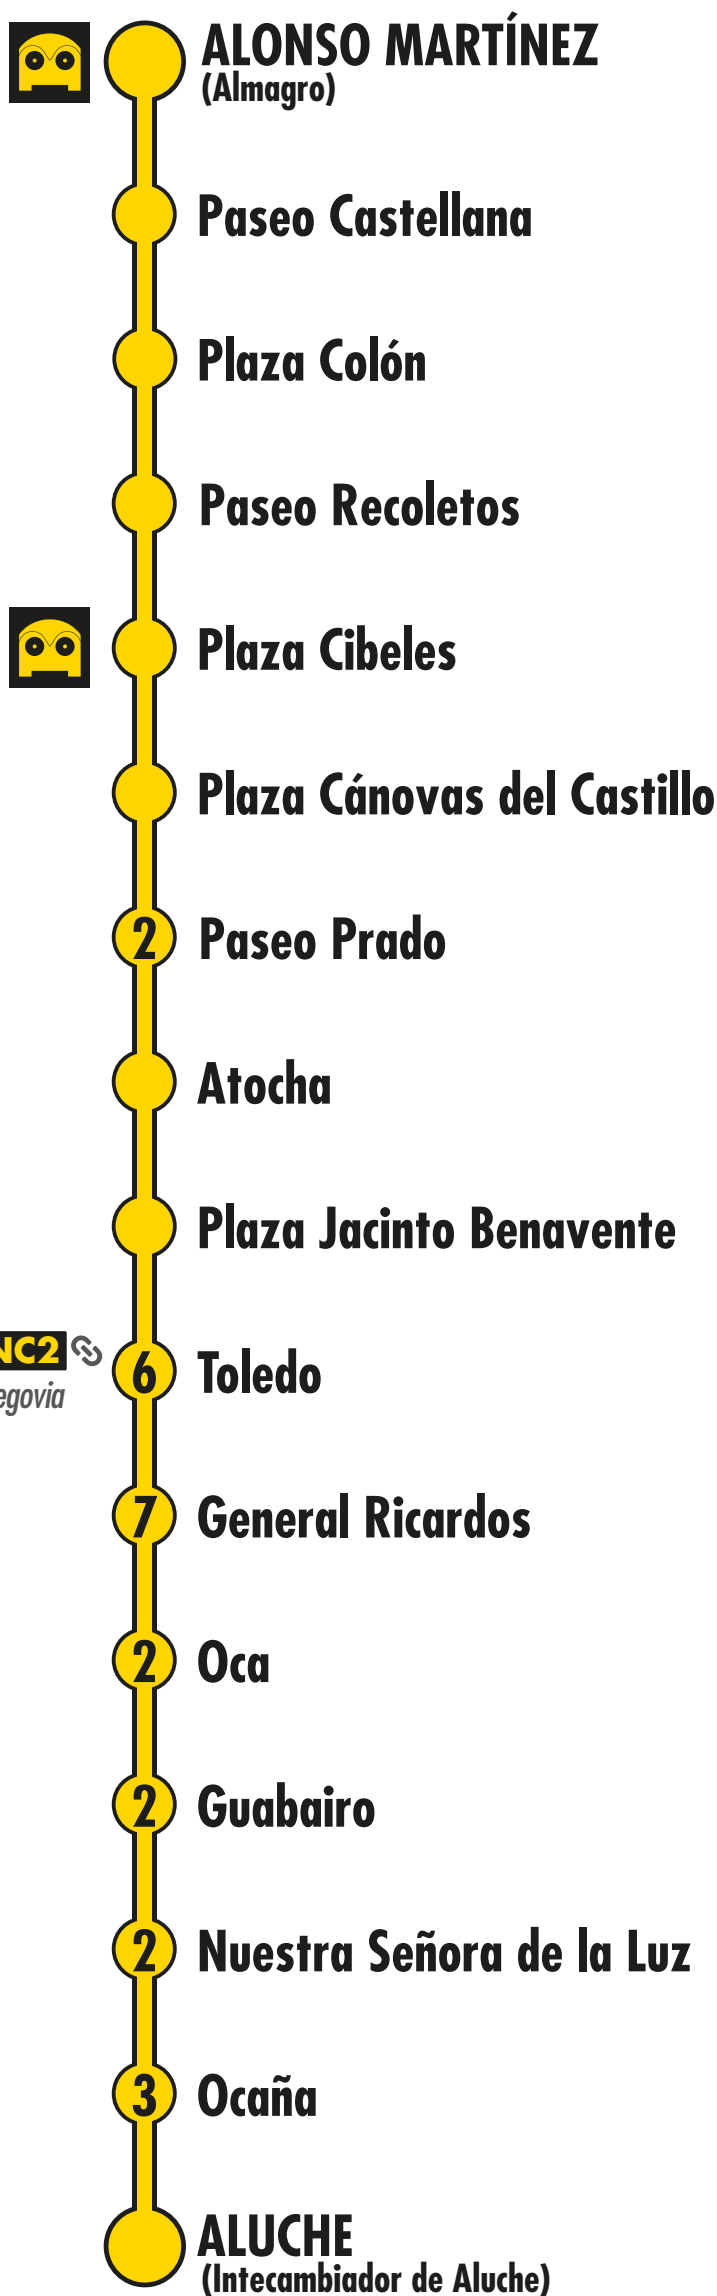 ALONSO MARTÍNEZ
(Almagro)
Paseo Castellana
Plaza Colón
Paseo Recoletos
Plaza Cibeles
Plaza Cánovas del Castillo
2 Paseo Prado
Atocha
Plaza Jacinto Benavente
NC2 6 Toledo
egovia
7 General Ricardos
2 Oca
2 Guabairo
2 Nuestra Señora de la Luz
3 Ocaña
ALUCHE
(Intecambiador de Aluche)